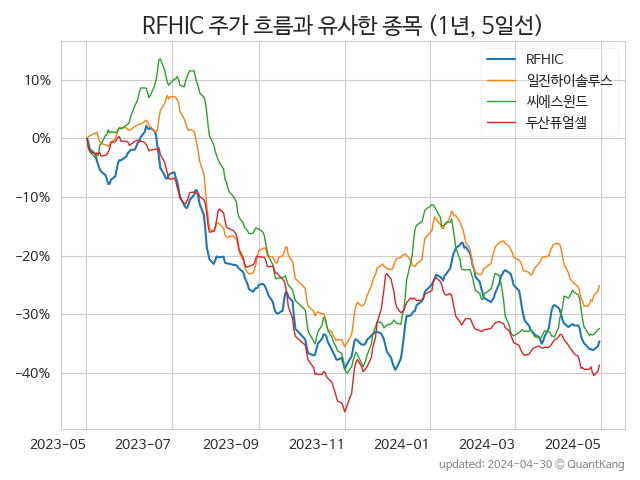 RFHIC 주가 흐름과 유사한 종목 (1년, 5일선)
RFHIC
일진하이솔루스
씨에스윈드
두산퓨얼셀
10%
0%
−10%
−20%
−30%
−40%
2023-05 2023-07 2023-09 2023-11 2024-01 2024-03 2024-05
updated: 2024-04-30 © QuantKang